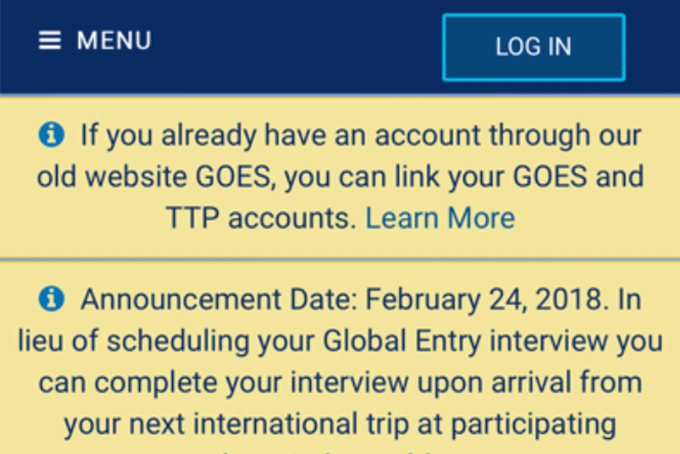 MENU
LOG IN
If you already have an account through our
old website GOES, you can link your GOES and
TTP accounts. Learn More
Announcement Date: February 24, 2018. In
lieu of scheduling your Global Entry interview you
can complete your interview upon arrival from
your next international trip at participating